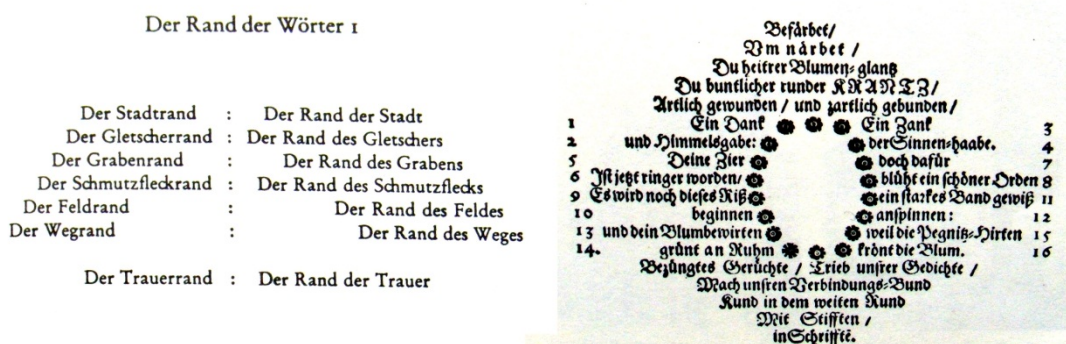 Der Rand der Wörter 1
Der Stadtrand : Der Rand der Stadt
Der Gletscherrand : Der Rand des Gletschers
Der Grabenrand : Der Rand des Grabens
Der Schmutzfleckrand : Der Rand des Schmutzflecks
Der Feldrand : Der Rand des Feldes
Der Wegrand : Der Rand des Weges
Der Trauerrand : Der Rand der Trauer
Befärbet/
Vm närbet /
Du heitrer Blumen-glantz
Du buntlicher runder KRANTZ/
Artlich gewunden / und zartlich gebunden /
1 Ein Dank Ein Zank 3
2 und Himmelsgabe: der Sinnen-haabe. 4
5 Deine Zier doch dafür 7
6 Jst jetzt ringer worden/ blüht ein schöner Orden 8
9 Es wird noch dieses Riß ein starkes Band gewiß 11
10 beginnen anspinnen: 12
13 und dein Blumbewirten weil die Pegnitz-Hirten 15
14. grünt an Ruhm krönt die Blum. 16
Bezüngtes Gerüchte / Trieb unsrer Gedichte /
Mach unsren Verbindungs-Bund
Kund in dem weiten Rund
Mit Stifften /
in Schrifftē.